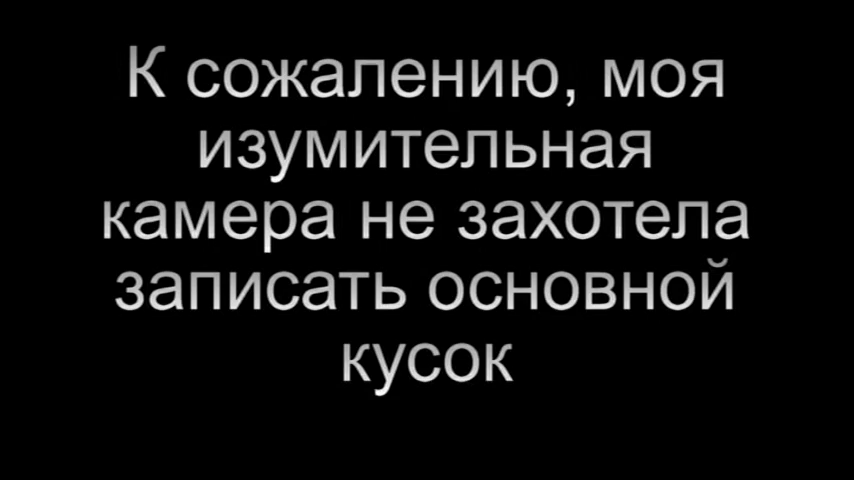 К сожалению, моя
изумительная
камера не захотела
записать основной
кусок